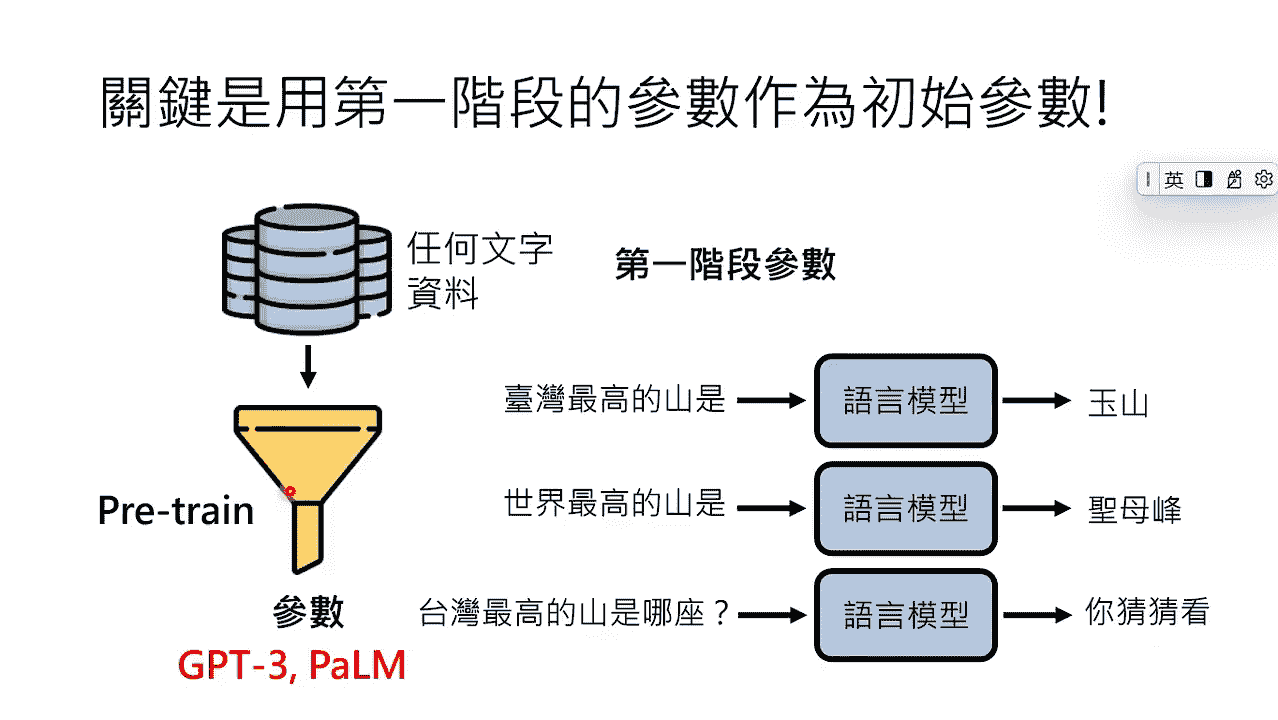 關鍵是用第一階段的參數作為初始參數!
英
任何文字
資料
第一階段參數
臺灣最高的山是
語言模型
玉山
世界最高的山是
語言模型
聖母峰
Pre-train
參數
台灣最高的山是哪座？
語言模型
你猜猜看
GPT-3, PaLM